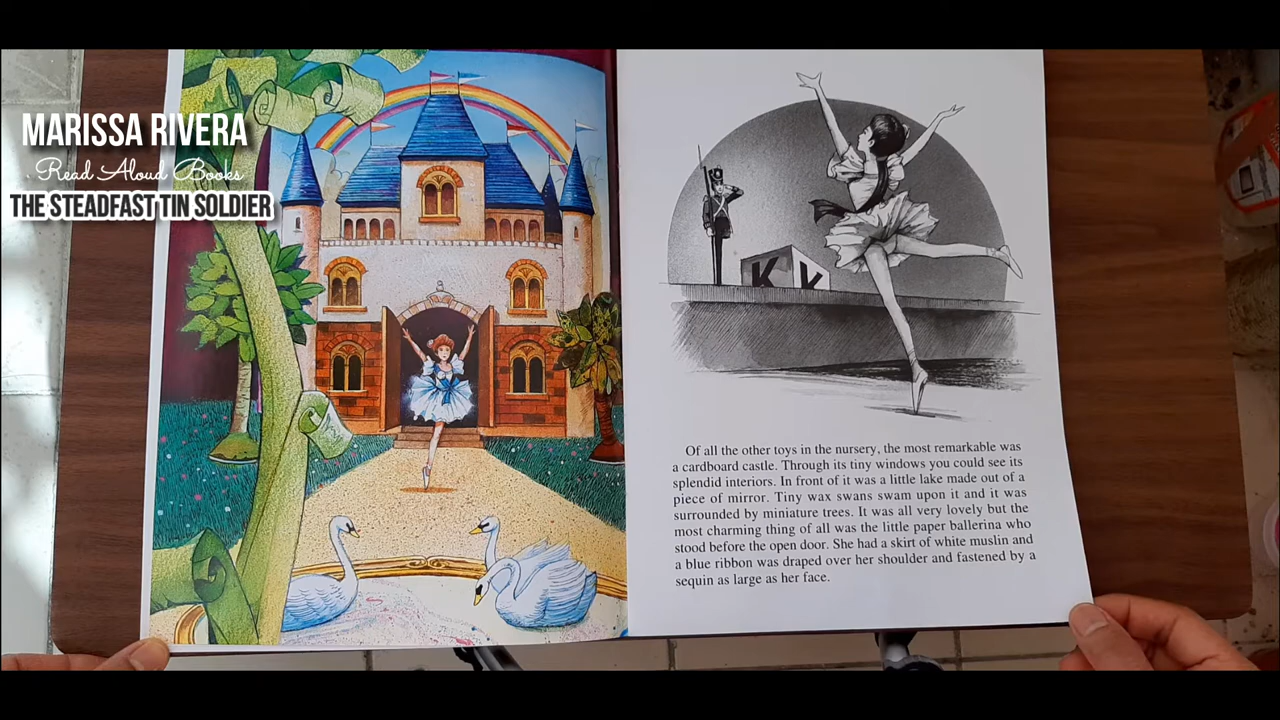 MARISSA RIVERA
Read Aloud Books
THE STEADFAST TIN SOLDIER
K K
Of all the other toys in the nursery, the most remarkable was
a cardboard castle. Through its tiny windows you could see its
splendid interiors. In front of it was a little lake made out of a
piece of mirror. Tiny wax swans swam upon it and it was
surrounded by miniature trees. It was all very lovely but the
most charming thing of all was the little paper ballerina who
stood before the open door. She had a skirt of white muslin and
a blue ribbon was draped over her shoulder and fastened by a
sequin as large as her face.